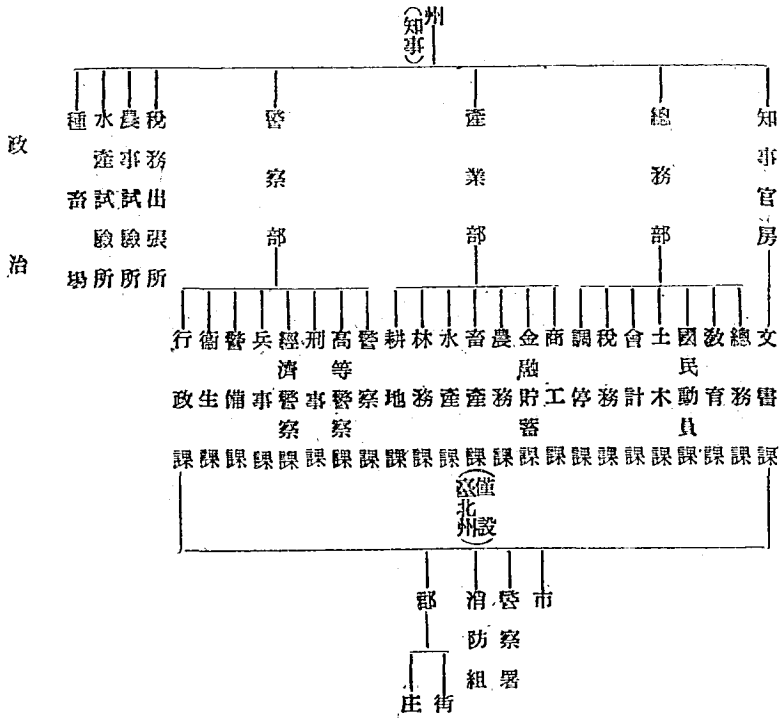 州
（知事）
知事官房
總務部
產業部
警察部
稅務出張所
農事試驗所
水產試驗所
種畜場
文書課
總務課
教育課
國民動員課
土木課
會計課
稅務課
調停課
商工課
金融貯蓄課
農務課
畜產課
（僅設臺北州）
水產課
林務課
耕地課
警察課
高等警察課
刑事課
經濟警察課
兵事課
警備課
衞生課
行政課
市
警察署
消防組
郡
街
庄
政治